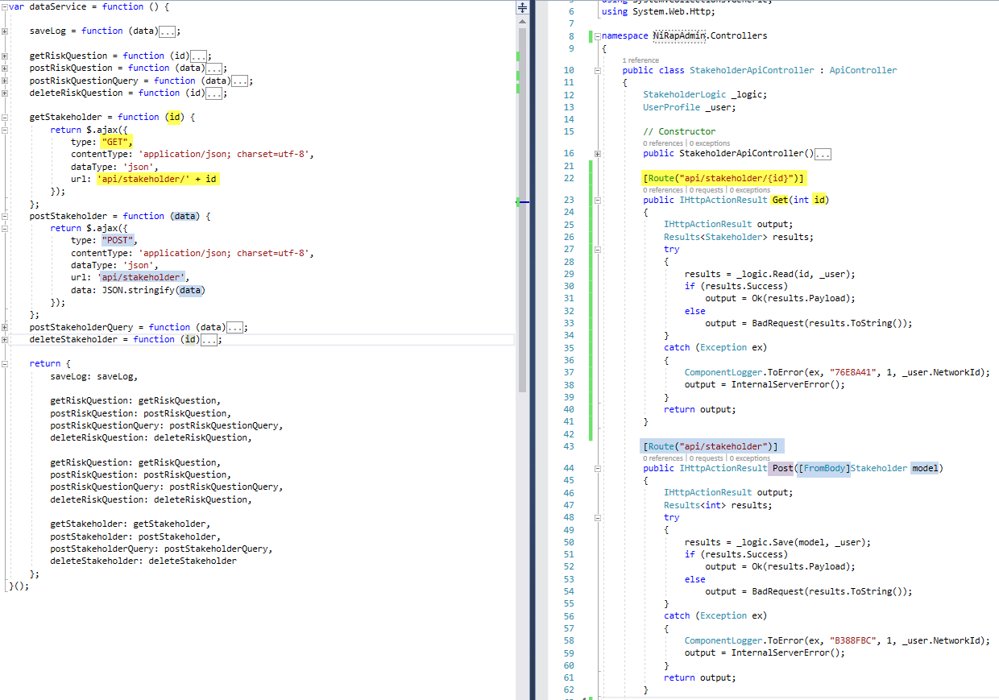 var dataService = function () {
saveLog = function (data)...;
getRiskQuestion = function (id)...;
postRiskQuestion = function (data)...;
postRiskQuestionQuery = function (data)...;
deleteRiskQuestion = function (id)...;
getStakeholder = function (id) {
return $.ajax({
type: "GET",
contentType: 'application/json; charset=utf-8',
dataType: 'json',
url: 'api/stakeholder/' + id
});
};
postStakeholder = function (data) {
return $.ajax({
type: "POST",
contentType: 'application/json; charset=utf-8',
dataType: 'json',
url: 'api/stakeholder',
data: JSON.stringify(data)
});
};
postStakeholderQuery = function (data)...;
deleteStakeholder = function (id)...;
return {
saveLog: saveLog,
getRiskQuestion: getRiskQuestion,
postRiskQuestion: postRiskQuestion,
postRiskQuestionQuery: postRiskQuestionQuery,
deleteRiskQuestion: deleteRiskQuestion,
getRiskQuestion: getRiskQuestion,
postRiskQuestion: postRiskQuestion,
postRiskQuestionQuery: postRiskQuestionQuery,
deleteRiskQuestion: deleteRiskQuestion,
getStakeholder: getStakeholder,
postStakeholder: postStakeholder,
postStakeholderQuery: postStakeholderQuery,
deleteStakeholder: deleteStakeholder
};
}();
6 using System.Web.Http;
7
8 namespace NiRapAdmin.Controllers
9 {
1 reference
10 public class StakeholderApiController : ApiController
11 {
12 StakeholderLogic _logic;
13 UserProfile _user;
14
15 // Constructor
0 references | 0 exceptions
16 public StakeholderApiController()...
21
22 [Route("api/stakeholder/{id}")]
0 references | 0 requests | 0 exceptions
23 public IHttpActionResult Get(int id)
24 {
25 IHttpActionResult output;
26 Results<Stakeholder> results;
27 try
28 {
29 results = _logic.Read(id, _user);
30 if (results.Success)
31 output = Ok(results.Payload);
32 else
33 output = BadRequest(results.ToString());
34 }
35 catch (Exception ex)
36 {
37 ComponentLogger.ToError(ex, "76E8A41", 1, _user.NetworkId);
38 output = InternalServerError();
39 }
40 return output;
41 }
42
43 [Route("api/stakeholder")]
0 references | 0 requests | 0 exceptions
44 public IHttpActionResult Post([FromBody]Stakeholder model)
45 {
46 IHttpActionResult output;
47 Results<int> results;
48 try
49 {
50 results = _logic.Save(model, _user);
51 if (results.Success)
52 output = Ok(results.Payload);
53 else
54 output = BadRequest(results.ToString());
55 }
56 catch (Exception ex)
57 {
58 ComponentLogger.ToError(ex, "B388FBC", 1, _user.NetworkId);
59 output = InternalServerError();
60 }
61 return output;
62 }